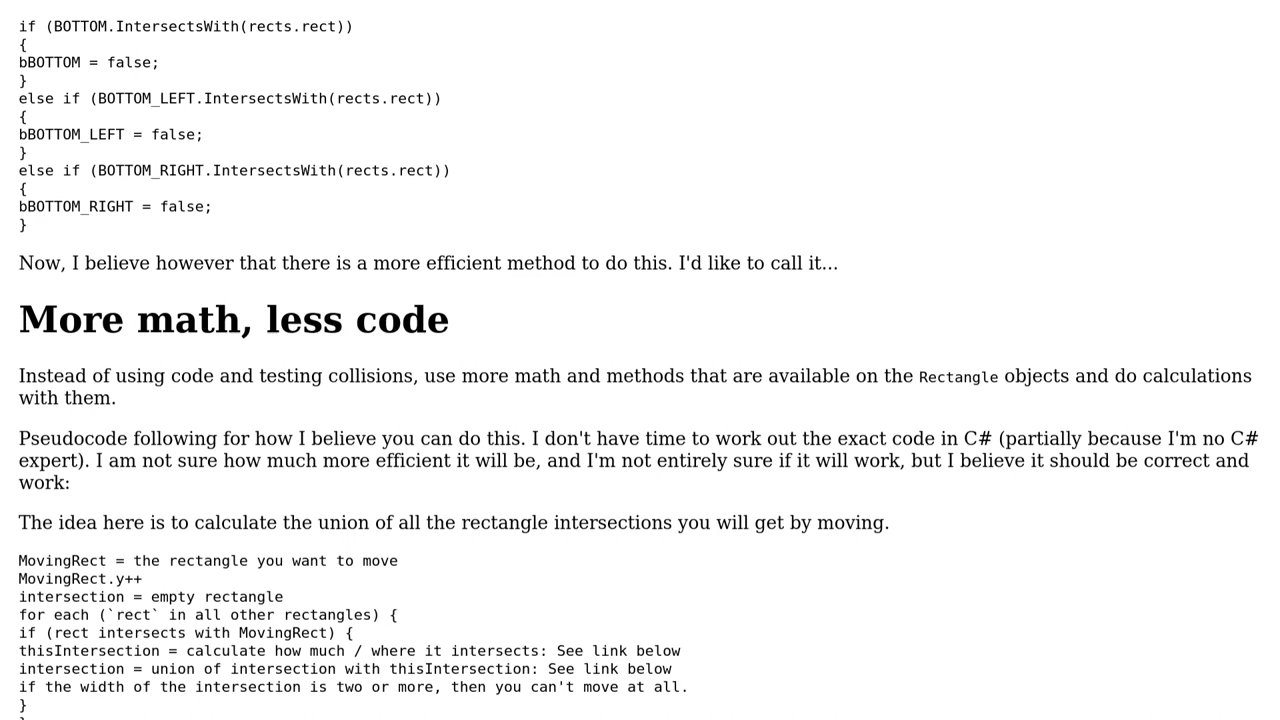 if (BOTTOM.IntersectsWith(rects.rect))
{
bBOTTOM = false;
}
else if (BOTTOM_LEFT.IntersectsWith(rects.rect))
{
bBOTTOM_LEFT = false;
}
else if (BOTTOM_RIGHT.IntersectsWith(rects.rect))
{
bBOTTOM_RIGHT = false;
}
Now, I believe however that there is a more efficient method to do this. I'd like to call it...
More math, less code
Instead of using code and testing collisions, use more math and methods that are available on the Rectangle objects and do calculations
with them.
Pseudocode following for how I believe you can do this. I don't have time to work out the exact code in C# (partially because I'm no C#
expert). I am not sure how much more efficient it will be, and I'm not entirely sure if it will work, but I believe it should be correct and
work:
The idea here is to calculate the union of all the rectangle intersections you will get by moving.
MovingRect = the rectangle you want to move
MovingRect.y++
intersection = empty rectangle
for each (`rect` in all other rectangles) {
if (rect intersects with MovingRect) {
thisIntersection = calculate how much / where it intersects: See link below
intersection = union of intersection with thisIntersection: See link below
if the width of the intersection is two or more, then you can't move at all.
}
}